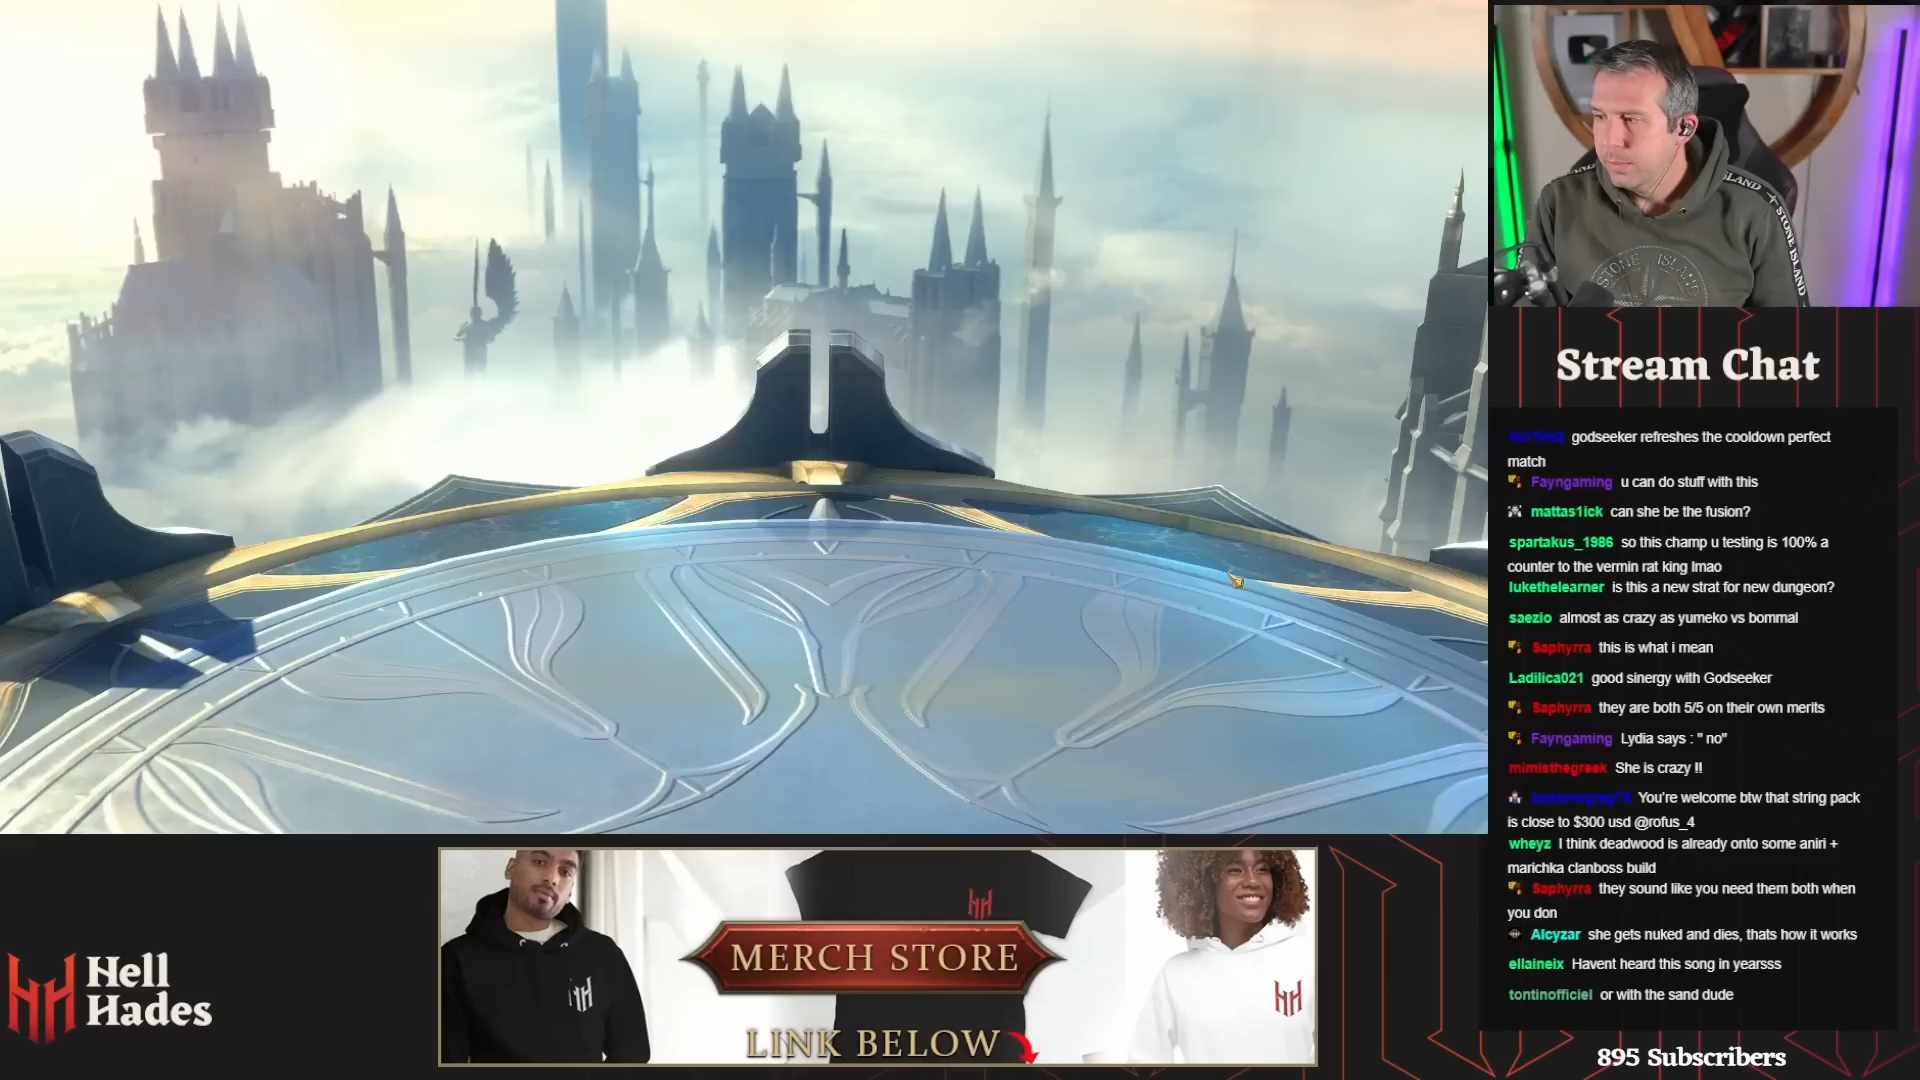 SLAND
STONE ISLAND
STONE ISLAND
Stream Chat
godseeker refreshes the cooldown perfect
match
Fayngaming u can do stuff with this
mattas1ick can she be the fusion?
spartakus_1986 so this champ u testing is 100% a
counter to the vermin rat king lmao
lukethelearner is this a new strat for new dungeon?
saezio almost as crazy as yumeko vs bommal
Saphyrra this is what i mean
Ladilica021 good sinergy with Godseeker
Saphyrra they are both 5/5 on their own merits
Fayngaming Lydia says : " no"
mimisthegreek She is crazy !!
You're welcome btw that string pack
is close to $300 usd @rofus_4
wheyz I think deadwood is already onto some aniri +
marichka clanboss build
Saphyrra they sound like you need them both when
you don
Alcyzar she gets nuked and dies, thats how it works
ellaineix Havent heard this song in yearsss
tontinofficiel or with the sand dude
895 Subscribers
Hell
Hades
MERCH STORE
LINK BELOW